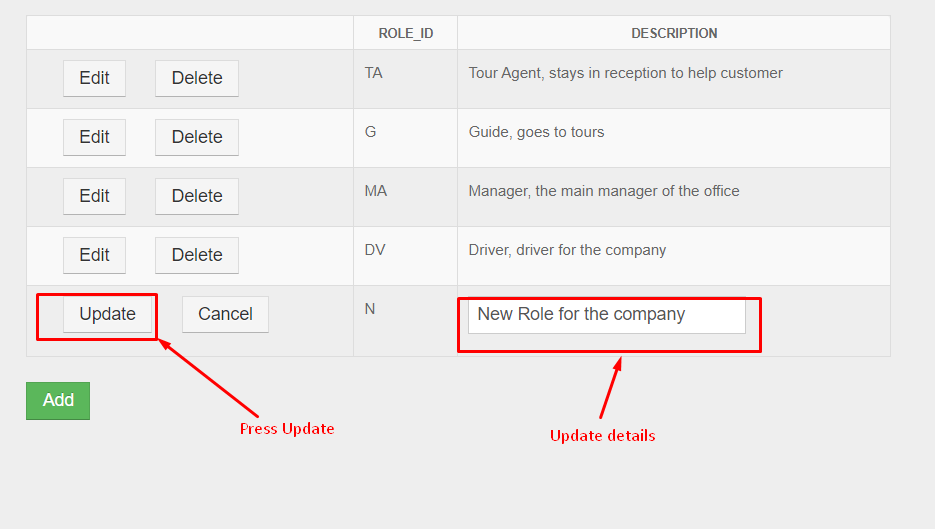 ROLE_ID DESCRIPTION
Edit Delete TA Tour Agent, stays in reception to help customer
Edit Delete G Guide, goes to tours
Edit Delete MA Manager, the main manager of the office
Edit Delete DV Driver, driver for the company
Update Cancel N New Role for the company
Add
Press Update
Update details